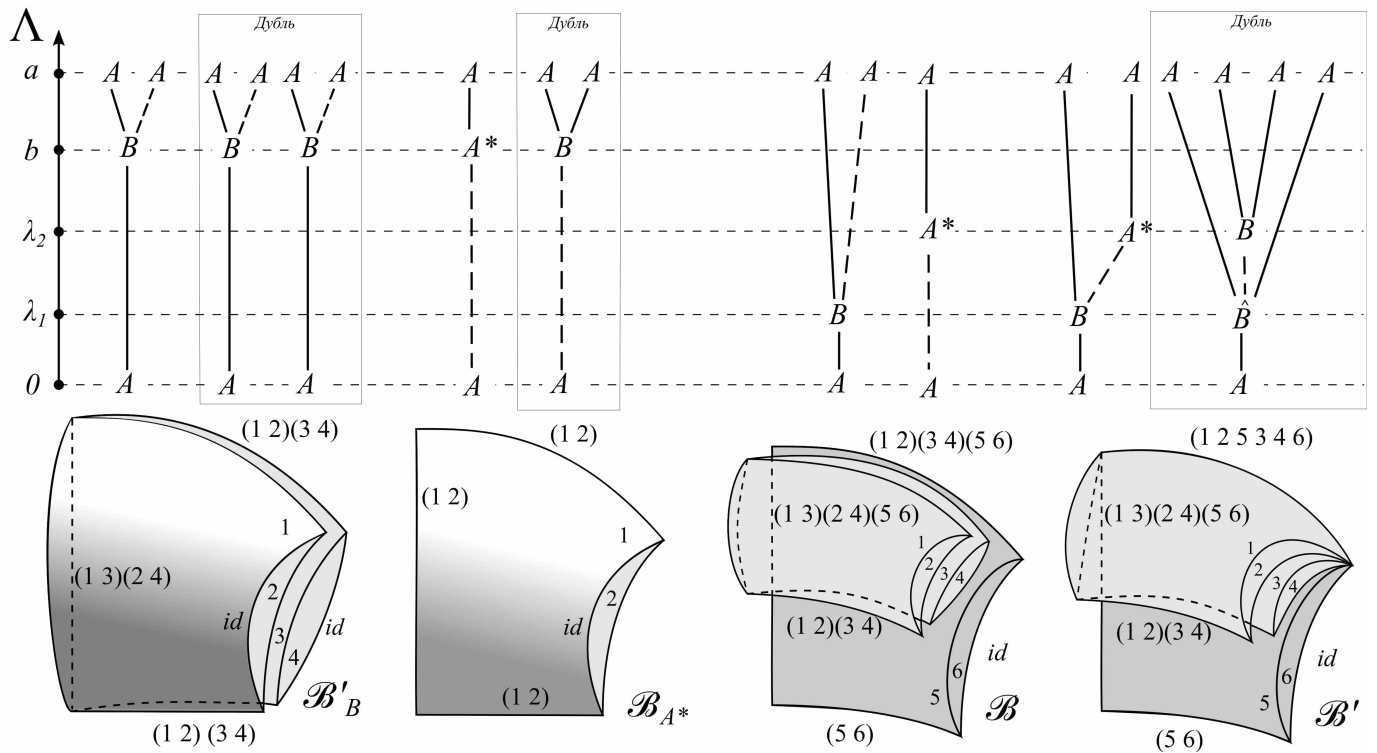 Λ Дубль Дубль Дубль
a A A A A A A A A A A A A A A A A A A
b B B B A* B
λ₂ A* A* B
λ₁ B B B̂
0 A A A A A A A A A
(1 2)(3 4) (1 2) (1 2)(3 4)(5 6) (1 2 5 3 4 6)
(1 3)(2 4) 1 2 3 4 id id
(1 2) (3 4) ℬ'_B
(1 2) 1 2 id
(1 2) ℬ_A*
(1 3)(2 4)(5 6) 1 2 3 4
(1 2)(3 4) 5 6 id
(5 6) ℬ
(1 3)(2 4)(5 6) 1 2 3 4
(1 2)(3 4) 5 6 id
(5 6) ℬ'